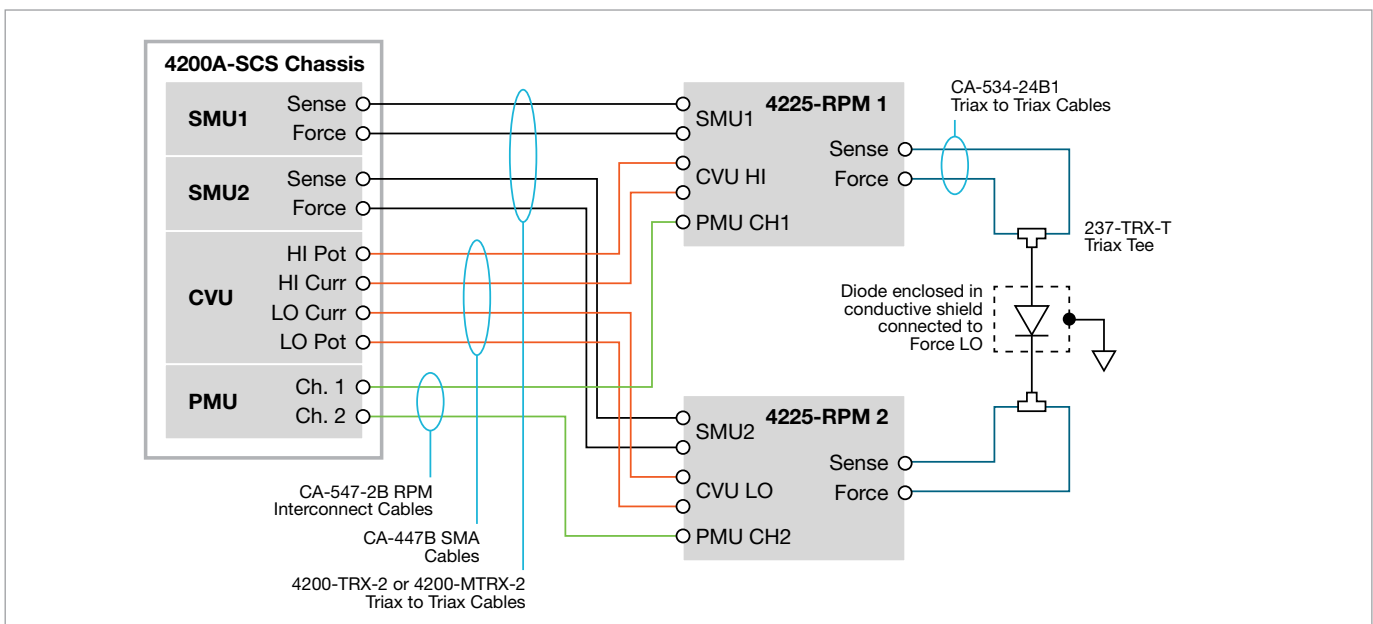 4200A-SCS Chassis
SMU1
Sense
Force
SMU2
Sense
Force
CVU
HI Pot
HI Curr
LO Curr
LO Pot
PMU
Ch. 1
Ch. 2
CA-547-2B RPM
Interconnect Cables
CA-447B SMA
Cables
4200-TRX-2 or 4200-MTRX-2
Triax to Triax Cables
4225-RPM 1
SMU1
CVU HI
PMU CH1
Sense
Force
CA-534-24B1
Triax to Triax Cables
237-TRX-T
Triax Tee
Diode enclosed in
conductive shield
connected to
Force LO
4225-RPM 2
SMU2
CVU LO
PMU CH2
Sense
Force